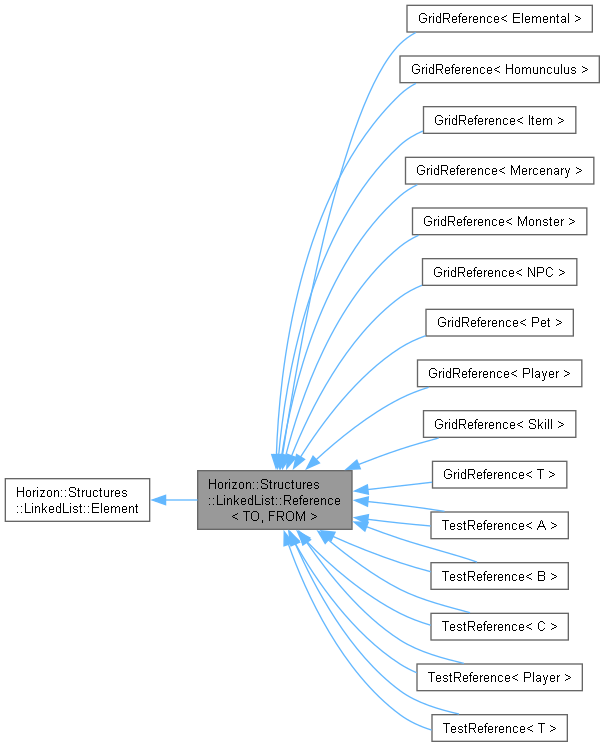 GridReference< Elemental >
GridReference< Homunculus >
GridReference< Item >
GridReference< Mercenary >
GridReference< Monster >
GridReference< NPC >
GridReference< Pet >
GridReference< Player >
GridReference< Skill >
GridReference< T >
Horizon::Structures
::LinkedList::Element
Horizon::Structures
::LinkedList::Reference
< TO, FROM >
TestReference< A >
TestReference< B >
TestReference< C >
TestReference< Player >
TestReference< T >